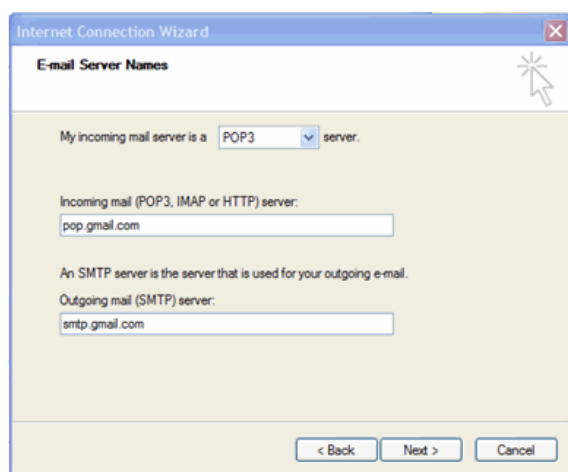 Internet Connection Wizard
E-mail Server Names
My incoming mail server is a POP3 server.
Incoming mail (POP3, IMAP or HTTP) server:
pop.gmail.com
An SMTP server is the server that is used for your outgoing e-mail.
Outgoing mail (SMTP) server:
smtp.gmail.com
< Back Next > Cancel